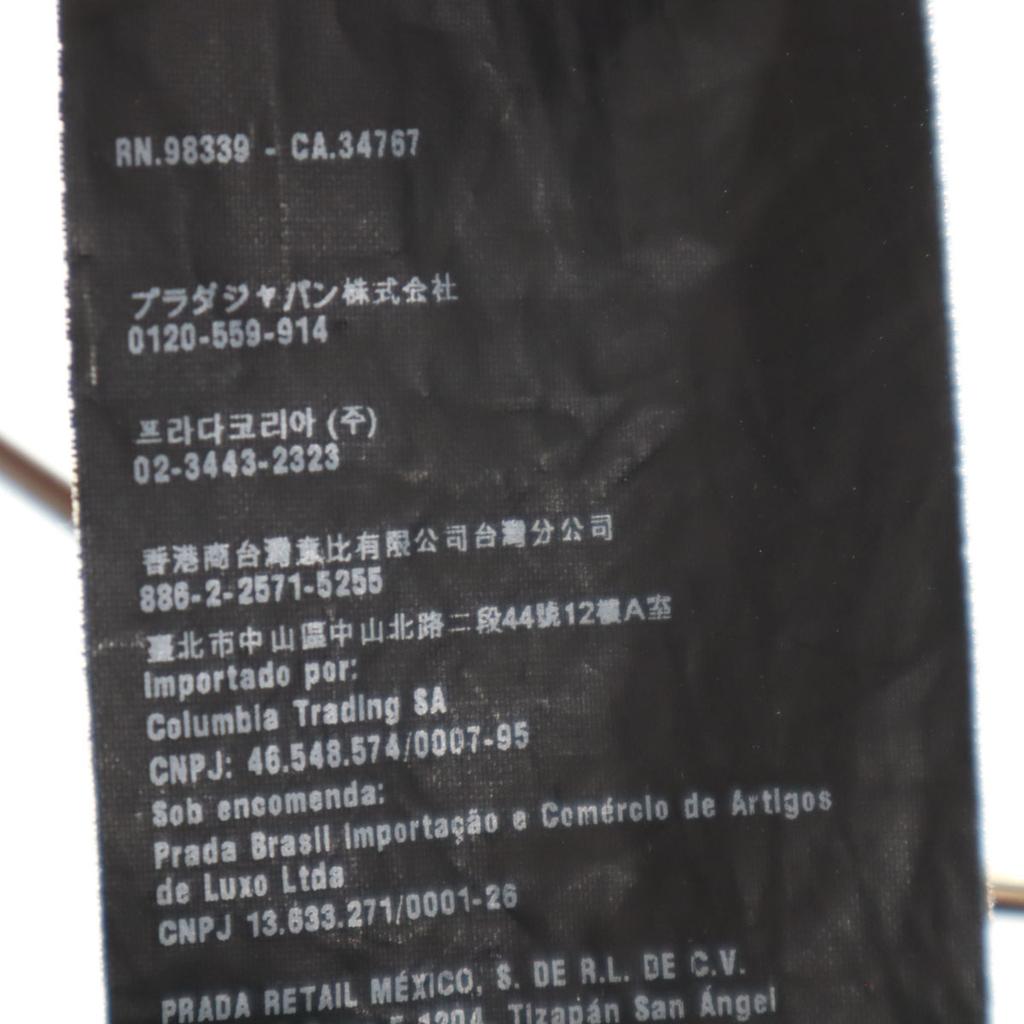 RN.98339 - CA.34767
プラダジャパン株式会社
0120-559-914
프라다코리아 (주)
02-3443-2323
香港商台灣意比有限公司台灣分公司
886-2-2571-5255
臺北市中山區中山北路二段44號12樓A室
Importado por:
Columbia Trading SA
CNPJ: 46.548.574/0007-95
Sob encomenda:
Prada Brasil Importação e Comércio de Artigos
de Luxo Ltda
CNPJ 13.633.271/0001-26
PRADA RETAIL MÉXICO, S. DE R.L. DE C.V.
1204, Tizapán San Ángel